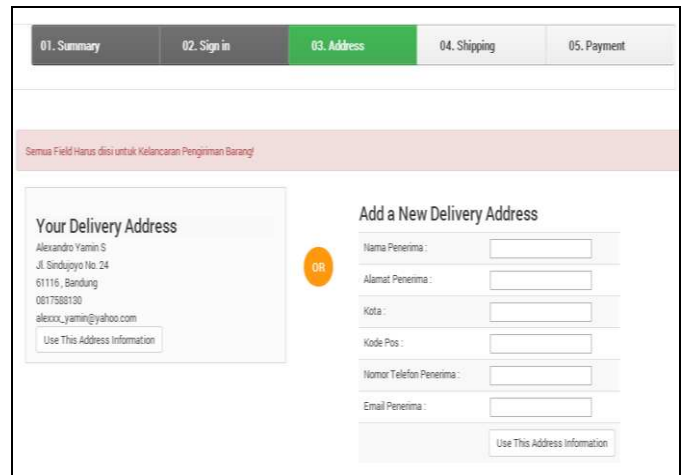 01. Summary 02. Sign in 03. Address 04. Shipping 05. Payment
Semua Field Harus diisi untuk Kelancaran Pengiriman Barang!
Your Delivery Address
Alexandro Yamin S
Jl. Sindujoyo No. 24
61116 , Bandung
0817588130
alexxx_yamin@yahoo.com
Use This Address Information
OR
Add a New Delivery Address
Nama Penerima :
Alamat Penerima :
Kota :
Kode Pos :
Nomor Telefon Penerima :
Email Penerima :
Use This Address Information